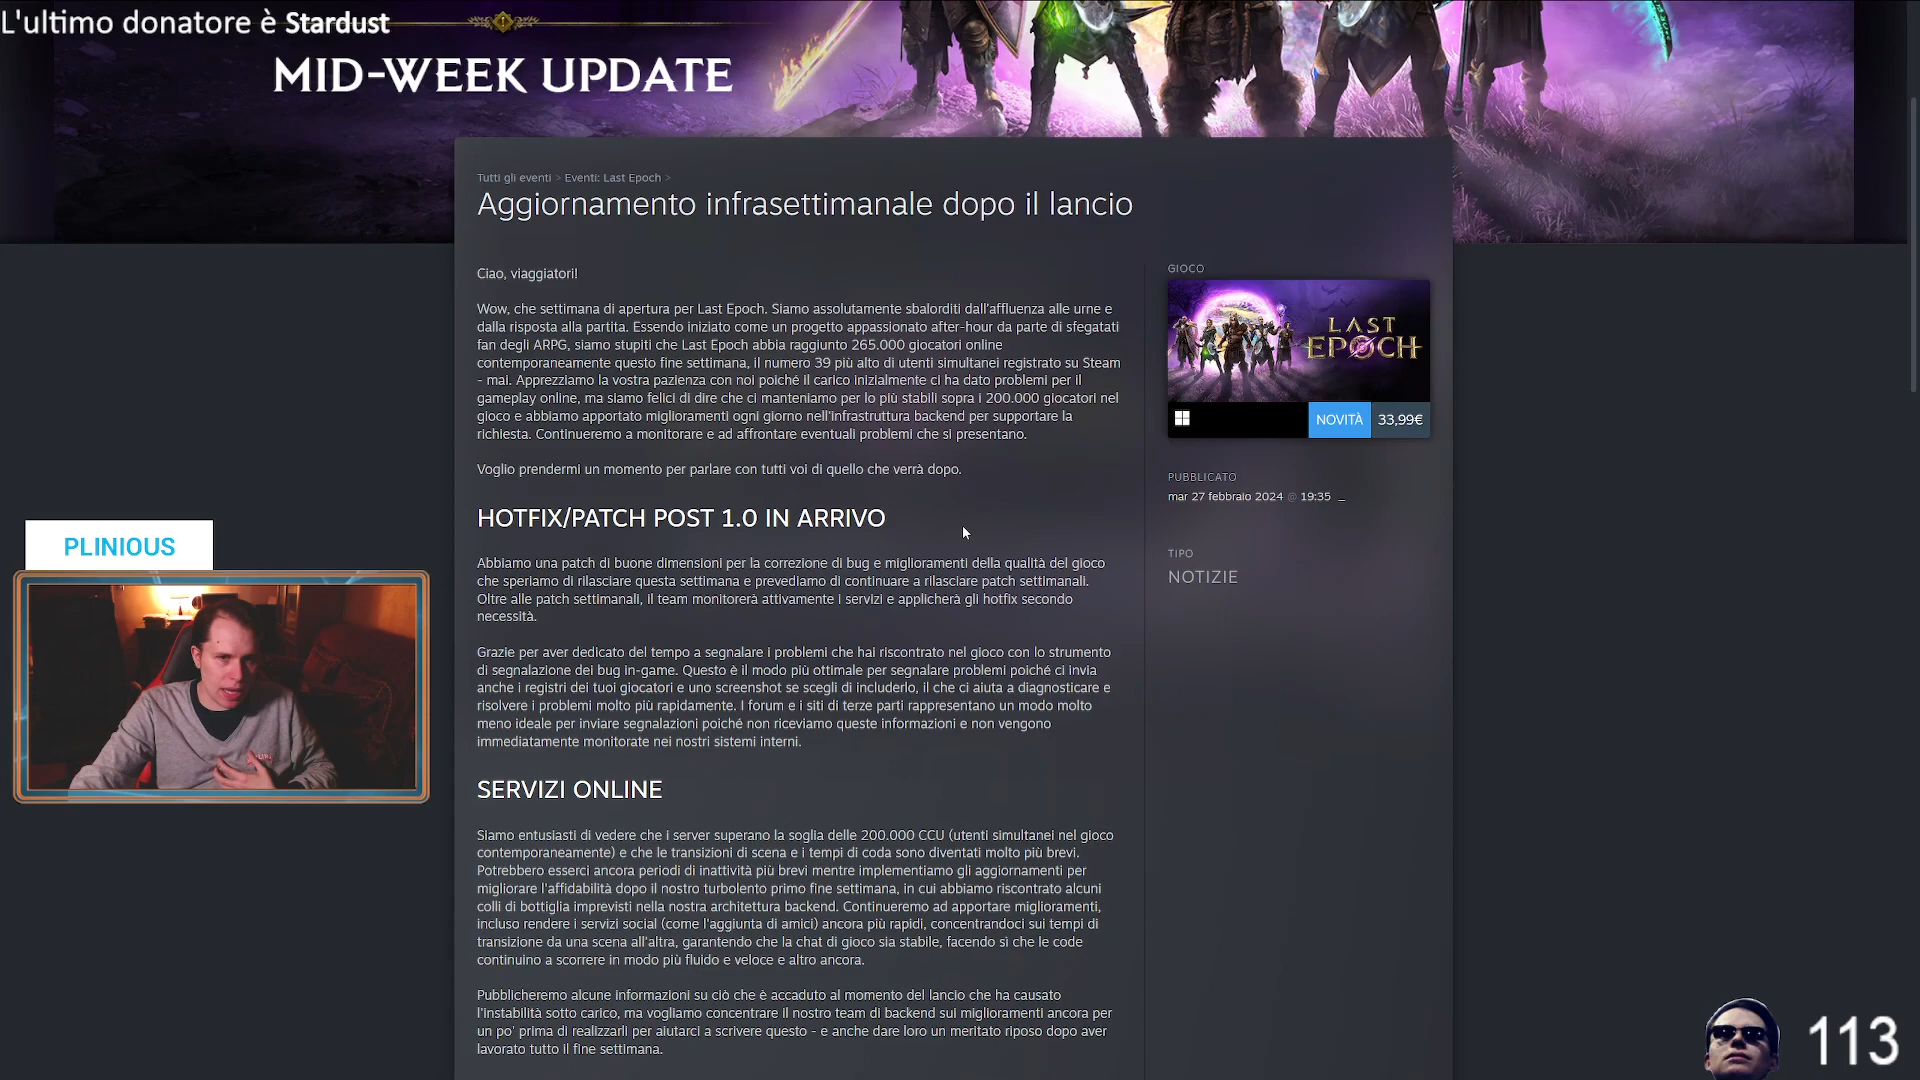 L'ultimo donatore è Stardust
MID-WEEK UPDATE
Tutti gli eventi > Eventi: Last Epoch >
Aggiornamento infrasettimanale dopo il lancio
Ciao, viaggiatori!
Wow, che settimana di apertura per Last Epoch. Siamo assolutamente sbalorditi dall'affluenza alle urne e
dalla risposta alla partita. Essendo iniziato come un progetto appassionato after-hour da parte di sfegatati
fan degli ARPG, siamo stupiti che Last Epoch abbia raggiunto 265.000 giocatori online
contemporaneamente questo fine settimana, il numero 39 più alto di utenti simultanei registrato su Steam
- mai. Apprezziamo la vostra pazienza con noi poiché il carico inizialmente ci ha dato problemi per il
gameplay online, ma siamo felici di dire che ci manteniamo per lo più stabili sopra i 200.000 giocatori nel
gioco e abbiamo apportato miglioramenti ogni giorno nell'infrastruttura backend per supportare la
richiesta. Continueremo a monitorare e ad affrontare eventuali problemi che si presentano.
Voglio prendermi un momento per parlare con tutti voi di quello che verrà dopo.
HOTFIX/PATCH POST 1.0 IN ARRIVO
Abbiamo una patch di buone dimensioni per la correzione di bug e miglioramenti della qualità del gioco
che speriamo di rilasciare questa settimana e prevediamo di continuare a rilasciare patch settimanali.
Oltre alle patch settimanali, il team monitorerà attivamente i servizi e applicherà gli hotfix secondo
necessità.
Grazie per aver dedicato del tempo a segnalare i problemi che hai riscontrato nel gioco con lo strumento
di segnalazione dei bug in-game. Questo è il modo più ottimale per segnalare problemi poiché ci invia
anche i registri dei tuoi giocatori e uno screenshot se scegli di includerlo, il che ci aiuta a diagnosticare e
risolvere i problemi molto più rapidamente. I forum e i siti di terze parti rappresentano un modo molto
meno ideale per inviare segnalazioni poiché non riceviamo queste informazioni e non vengono
immediatamente monitorate nei nostri sistemi interni.
SERVIZI ONLINE
Siamo entusiasti di vedere che i server superano la soglia delle 200.000 CCU (utenti simultanei nel gioco
contemporaneamente) e che le transizioni di scena e i tempi di coda sono diventati molto più brevi.
Potrebbero esserci ancora periodi di inattività più brevi mentre implementiamo gli aggiornamenti per
migliorare l'affidabilità dopo il nostro turbolento primo fine settimana, in cui abbiamo riscontrato alcuni
colli di bottiglia imprevisti nella nostra architettura backend. Continueremo ad apportare miglioramenti,
incluso rendere i servizi social (come l'aggiunta di amici) ancora più rapidi, concentrandoci sui tempi di
transizione da una scena all'altra, garantendo che la chat di gioco sia stabile, facendo sì che le code
continuino a scorrere in modo più fluido e veloce e altro ancora.
Pubblicheremo alcune informazioni su ciò che è accaduto al momento del lancio che ha causato
l'instabilità sotto carico, ma vogliamo concentrare il nostro team di backend sui miglioramenti ancora per
un po' prima di realizzarli per aiutarci a scrivere questo - e anche dare loro un meritato riposo dopo aver
lavorato tutto il fine settimana.
GIOCO
LAST
EPOCH
NOVITÀ 33,99€
PUBBLICATO
mar 27 febbraio 2024 @ 19:35 _
TIPO
NOTIZIE
PLINIOUS
113